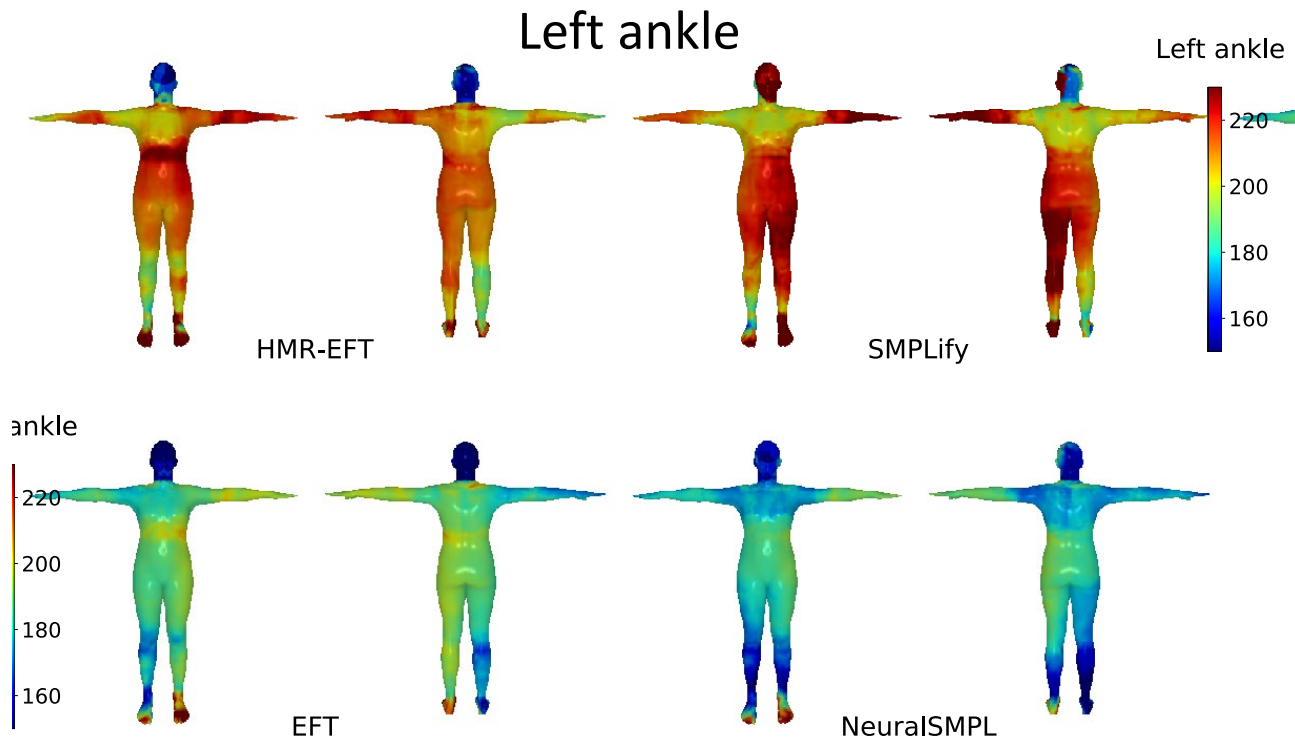 Left ankle
Left ankle
220
200
180
160
HMR-EFT
SMPLify
ankle
220
200
180
160
EFT
NeuralSMPL